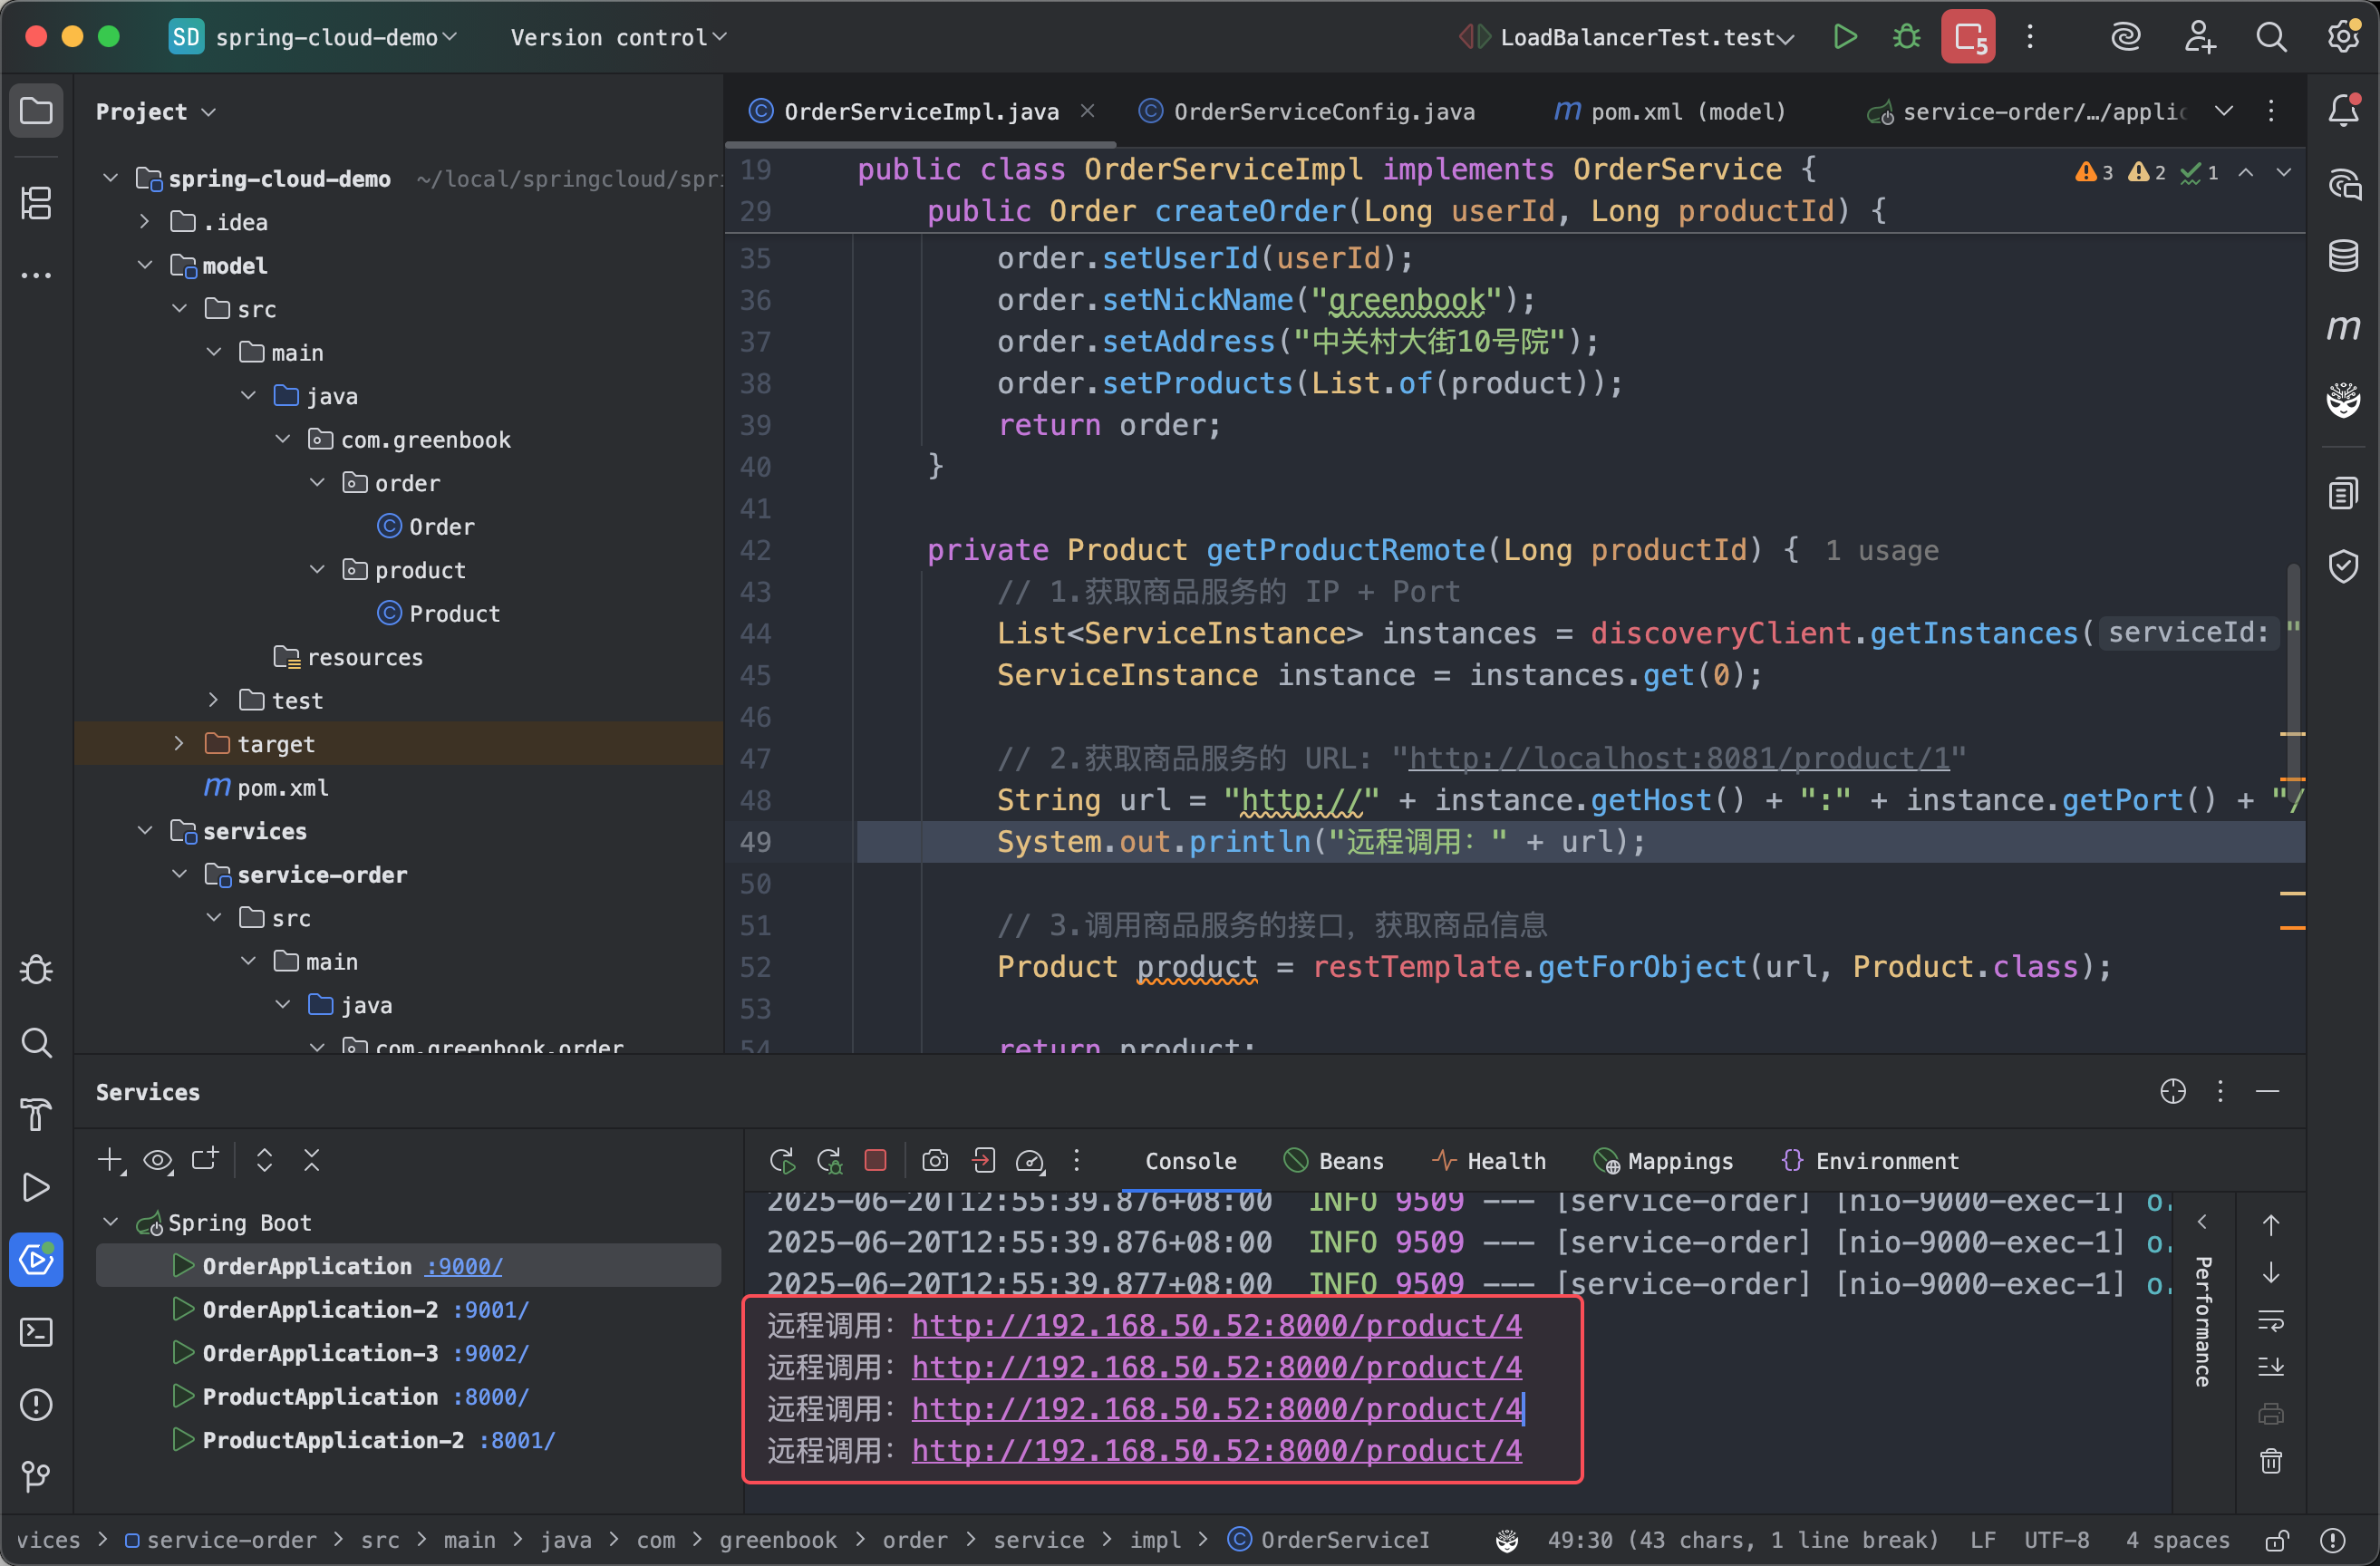 SD spring-cloud-demo Version control LoadBalancerTest.test 5
Project
spring-cloud-demo ~/local/springcloud/spri
.idea
model
src
main
java
com.greenbook
order
Order
product
Product
resources
test
target
pom.xml
services
service-order
src
main
java
com.greenbook.order
OrderServiceImpl.java OrderServiceConfig.java pom.xml (model) service-order/…/applic
19 public class OrderServiceImpl implements OrderService { 3 2 1
29 public Order createOrder(Long userId, Long productId) {
35 order.setUserId(userId);
36 order.setNickName("greenbook");
37 order.setAddress("中关村大街10号院");
38 order.setProducts(List.of(product));
39 return order;
40 }
41
42 private Product getProductRemote(Long productId) { 1 usage
43 // 1.获取商品服务的 IP + Port
44 List<ServiceInstance> instances = discoveryClient.getInstances( serviceId: "
45 ServiceInstance instance = instances.get(0);
46
47 // 2.获取商品服务的 URL: "http://localhost:8081/product/1"
48 String url = "http://" + instance.getHost() + ":" + instance.getPort() + "/
49 System.out.println("远程调用：" + url);
50
51 // 3.调用商品服务的接口，获取商品信息
52 Product product = restTemplate.getForObject(url, Product.class);
53
54 return product;
Services
Console Beans Health Mappings Environment
Spring Boot
OrderApplication :9000/
OrderApplication-2 :9001/
OrderApplication-3 :9002/
ProductApplication :8000/
ProductApplication-2 :8001/
2025-06-20T12:55:39.876+08:00 INFO 9509 --- [service-order] [nio-9000-exec-1] o.
2025-06-20T12:55:39.876+08:00 INFO 9509 --- [service-order] [nio-9000-exec-1] o.
2025-06-20T12:55:39.877+08:00 INFO 9509 --- [service-order] [nio-9000-exec-1] o.
远程调用：http://192.168.50.52:8000/product/4
远程调用：http://192.168.50.52:8000/product/4
远程调用：http://192.168.50.52:8000/product/4
远程调用：http://192.168.50.52:8000/product/4
Performance
vices > service-order > src > main > java > com > greenbook > order > service > impl > OrderServiceI 49:30 (43 chars, 1 line break) LF UTF-8 4 spaces